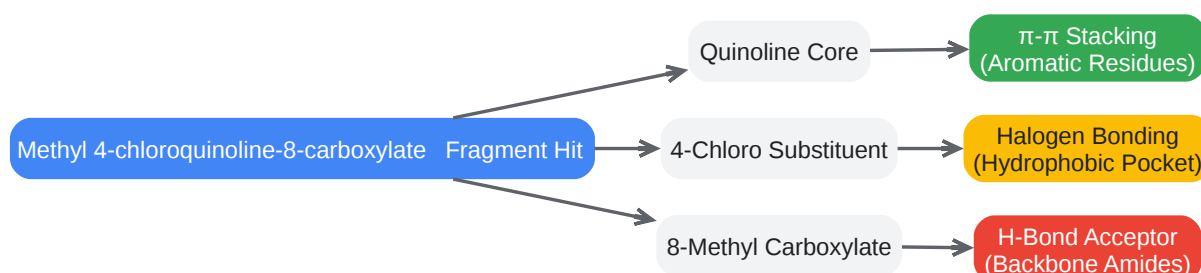 Methyl 4-chloroquinoline-8-carboxylate   Fragment Hit
Quinoline Core
π-π Stacking
(Aromatic Residues)
4-Chloro Substituent
Halogen Bonding
(Hydrophobic Pocket)
8-Methyl Carboxylate
H-Bond Acceptor
(Backbone Amides)